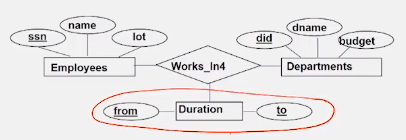 name
dname
ssn
lot
did
budget
Employees
Works_In4
Departments
from
Duration
to